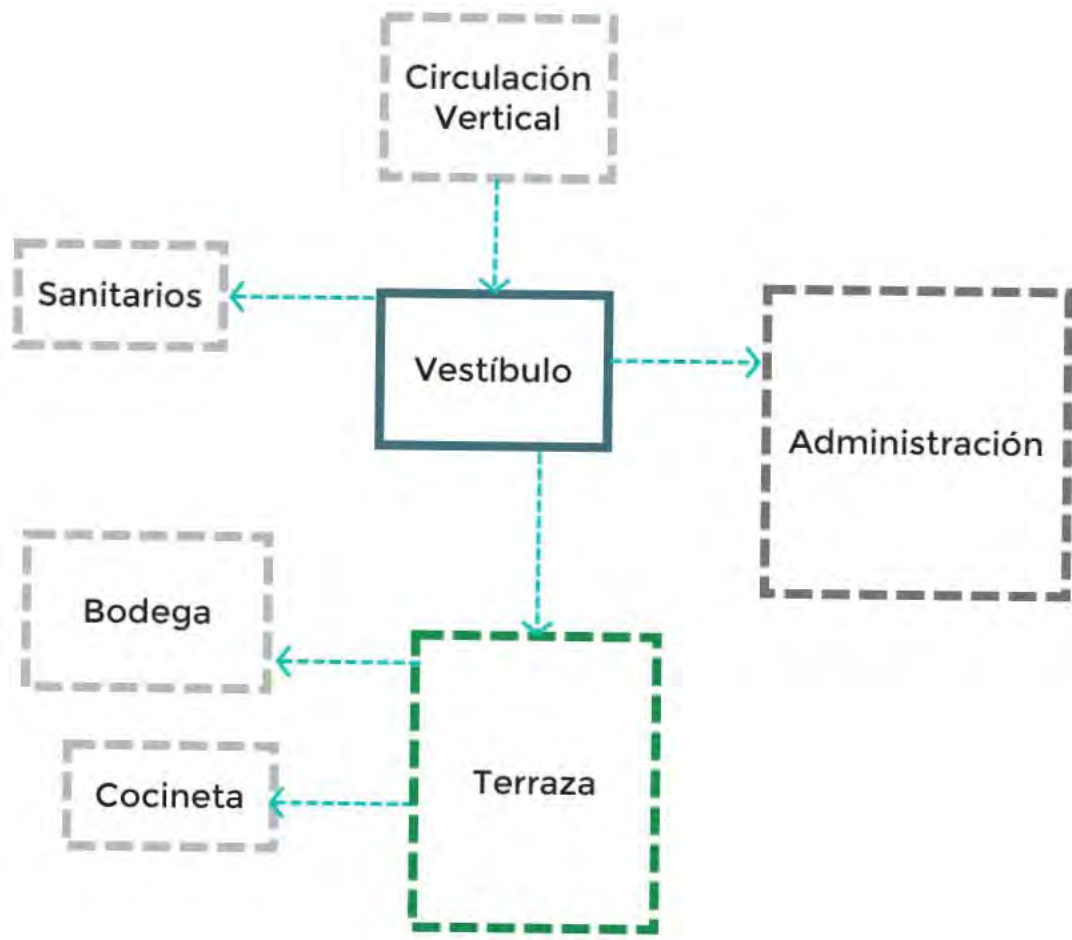 Circulación
Vertical
Sanitarios
Vestíbulo
Administración
Bodega
Cocineta
Terraza